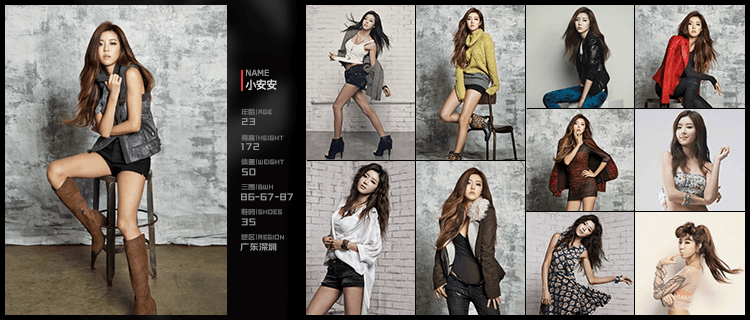 NAME
小安安
年龄|AGE
23
身高|HEIGHT
172
体重|WEIGHT
50
三围|BWH
86-67-87
鞋码|SHOES
35
地区|REGION
广东深圳